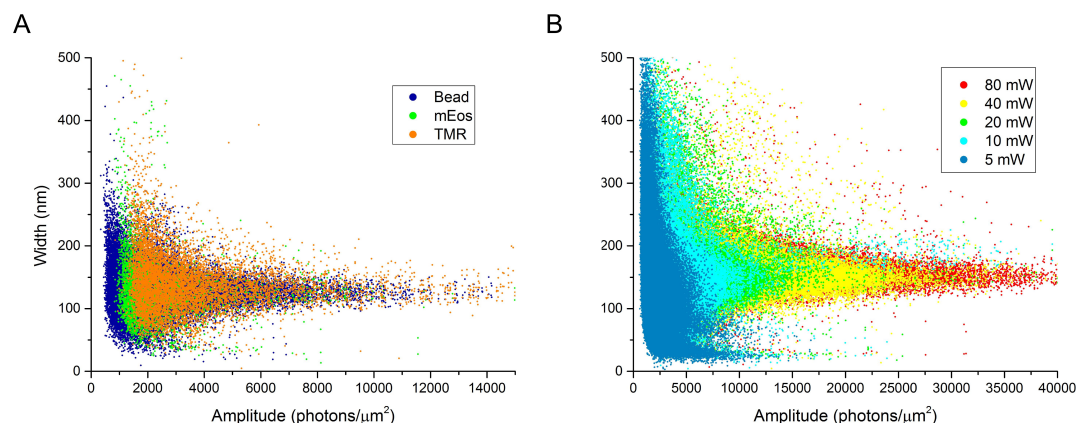 A
B
500
400
300
200
100
0
Width (nm)
Bead
mEos
TMR
0
2000
4000
6000
8000
10000
12000
14000
Amplitude (photons/μm²)
500
400
300
200
100
0
80 mW
40 mW
20 mW
10 mW
5 mW
0
5000
10000
15000
20000
25000
30000
35000
40000
Amplitude (photons/μm²)